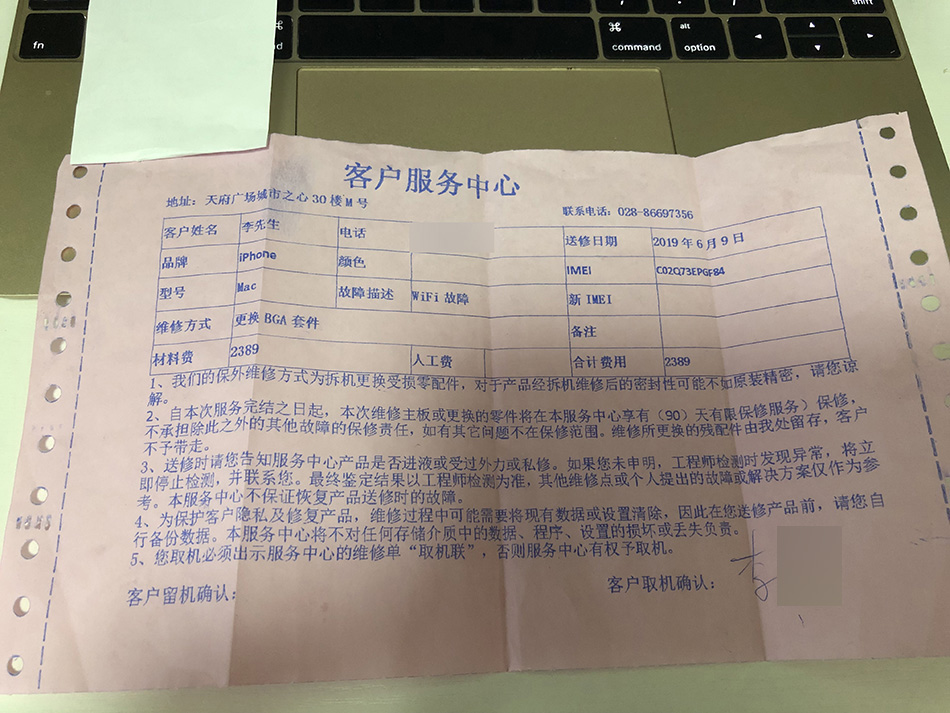 fn
⌘
command
alt
option
shift
客户服务中心
地址：天府广场城市之心 30 楼 M 号
联系电话：028-86697356
客户姓名 李先生 电话 送修日期 2019 年 6 月 9 日
品牌 iPhone 颜色 IMEI C02Q73EPGF84
型号 Mac 故障描述 WiFi 故障 新 IMEI
维修方式 更换 BGA 套件 备注
材料费 2389 人工费 合计费用 2389
1、我们的保外维修方式为拆机更换受损零配件，对于产品经拆机维修后的密封性可能不如原装精密，请您谅
解。
2、自本次服务完结之日起，本次维修主板或更换的零件将在本服务中心享有（90）天有限保修服务）保修，
不承担除此之外的其他故障的保修责任，如有其它问题不在保修范围。维修所更换的残配件由我处留存，客户
不予带走。
3、送修时请您告知服务中心产品是否进液或受过外力或私修。如果您未申明，工程师检测时发现异常，将立
即停止检测，并联系您。最终鉴定结果以工程师检测为准，其他维修点或个人提出的故障或解决方案仅作为参
考。本服务中心不保证恢复产品送修时的故障。
4、为保护客户隐私及修复产品，维修过程中可能需要将现有数据或设置清除，因此在您送修产品前，请您自
行备份数据。本服务中心将不对任何存储介质中的数据、程序、设置的损坏或丢失负责。
5、您取机必须出示服务中心的维修单“取机联”，否则服务中心有权予取机。
客户留机确认：
客户取机确认：